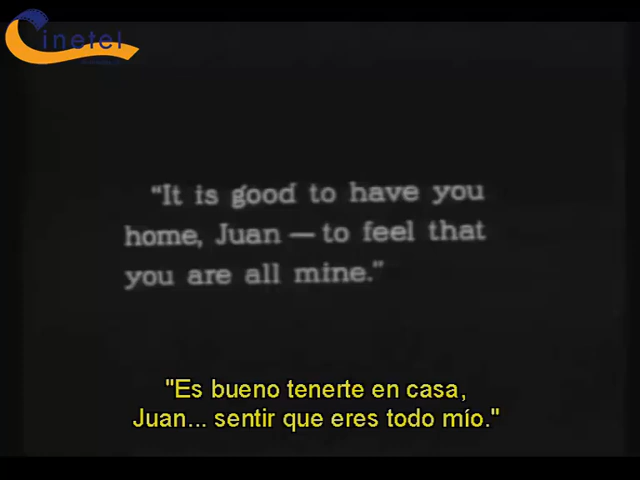 Cinetel
"It is good to have you
home, Juan — to feel that
you are all mine."
"Es bueno tenerte en casa,
Juan... sentir que eres todo mío."